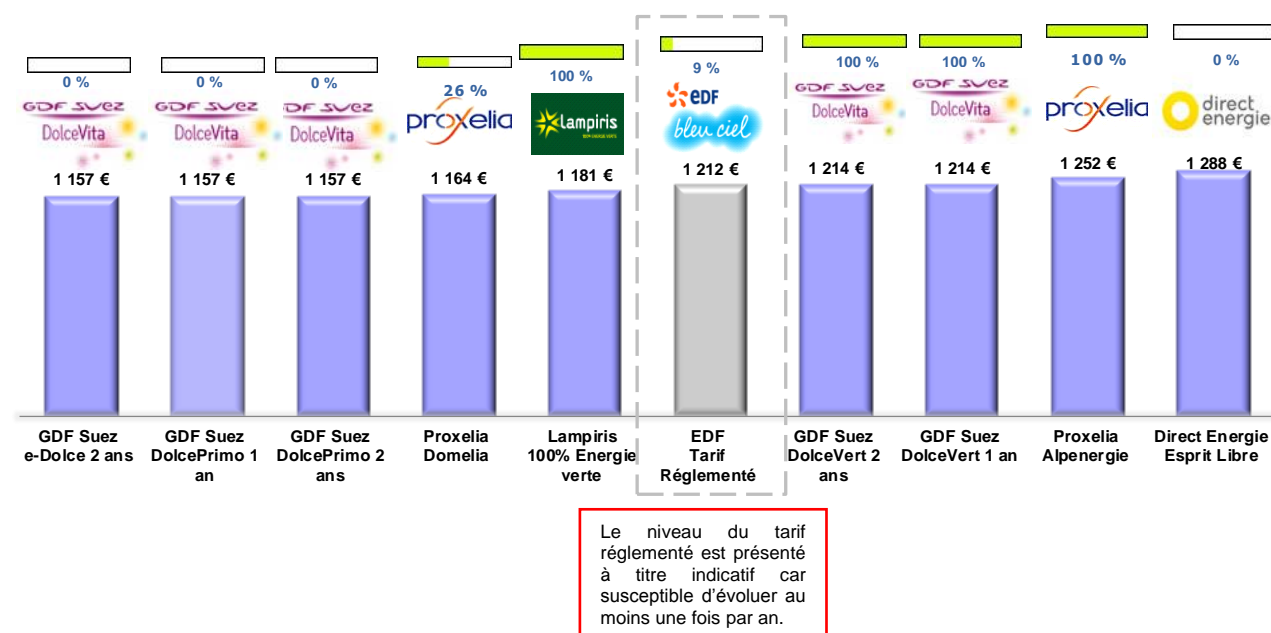 0 %
0 %
0 %
26 %
100 %
9 %
100 %
100 %
100 %
0 %
GDF SUEZ
DolceVita
GDF SUEZ
DolceVita
DF SUEZ
DolceVita
proxelia
Lampiris
edf
bleu ciel
GDF SUEZ
DolceVita
GDF SUEZ
DolceVita
proxelia
direct
energie
1 157 €
1 157 €
1 157 €
1 164 €
1 181 €
1 212 €
1 214 €
1 214 €
1 252 €
1 288 €
GDF Suez
e-Dolce 2 ans
GDF Suez
DolcePrimo 1
an
GDF Suez
DolcePrimo 2
ans
Proxelia
Domelia
Lampiris
100% Energie
verte
EDF
Tarif
Réglementé
GDF Suez
DolceVert 2
ans
GDF Suez
DolceVert 1 an
Proxelia
Alpenergie
Direct Energie
Esprit Libre
Le niveau du tarif
réglementé est présenté
à titre indicatif car
susceptible d'évoluer au
moins une fois par an.